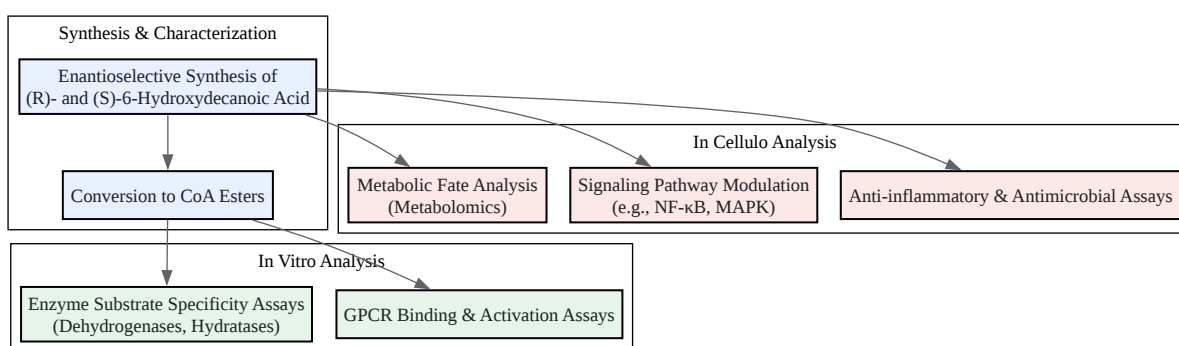 Synthesis & Characterization
Enantioselective Synthesis of
(R)- and (S)-6-Hydroxydecanoic Acid
Conversion to CoA Esters
In Cellulo Analysis
Metabolic Fate Analysis
(Metabolomics)
Signaling Pathway Modulation
(e.g., NF-κB, MAPK)
Anti-inflammatory & Antimicrobial Assays
In Vitro Analysis
Enzyme Substrate Specificity Assays
(Dehydrogenases, Hydratases)
GPCR Binding & Activation Assays